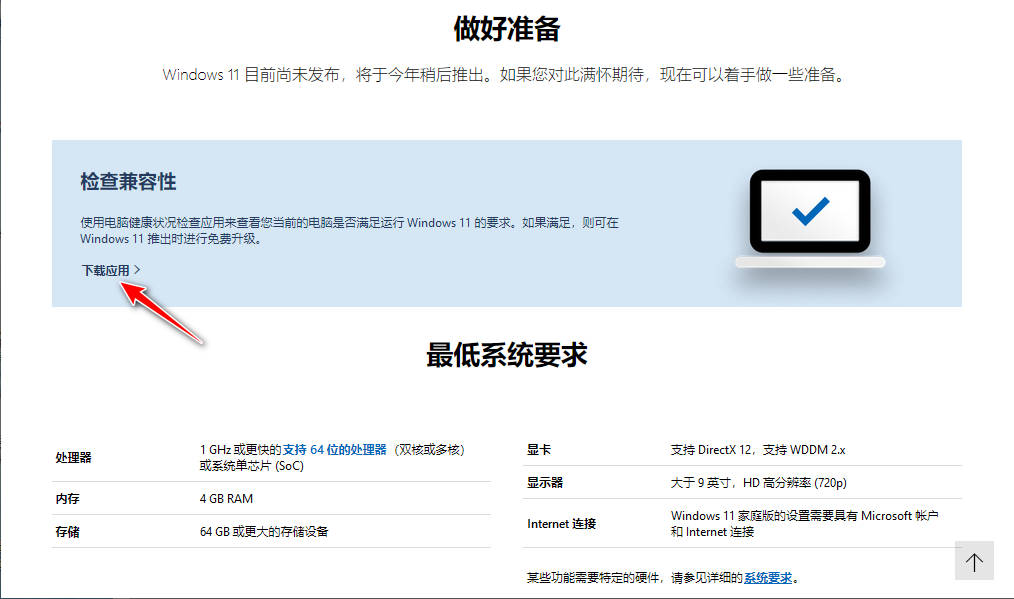 做好准备
Windows 11 目前尚未发布，将于今年稍后推出。如果您对此满怀期待，现在可以着手做一些准备。
检查兼容性
使用电脑健康状况检查应用来查看您当前的电脑是否满足运行 Windows 11 的要求。如果满足，则可在
Windows 11 推出时进行免费升级。
下载应用
最低系统要求
处理器
1 GHz 或更快的支持 64 位的处理器（双核或多核）
或系统单芯片 (SoC)
内存
4 GB RAM
存储
64 GB 或更大的存储设备
显卡
支持 DirectX 12，支持 WDDM 2.x
显示器
大于 9 英寸，HD 高分辨率 (720p)
Internet 连接
Windows 11 家庭版的设置需要具有 Microsoft 帐户
和 Internet 连接
某些功能需要特定的硬件，请参见详细的系统要求。